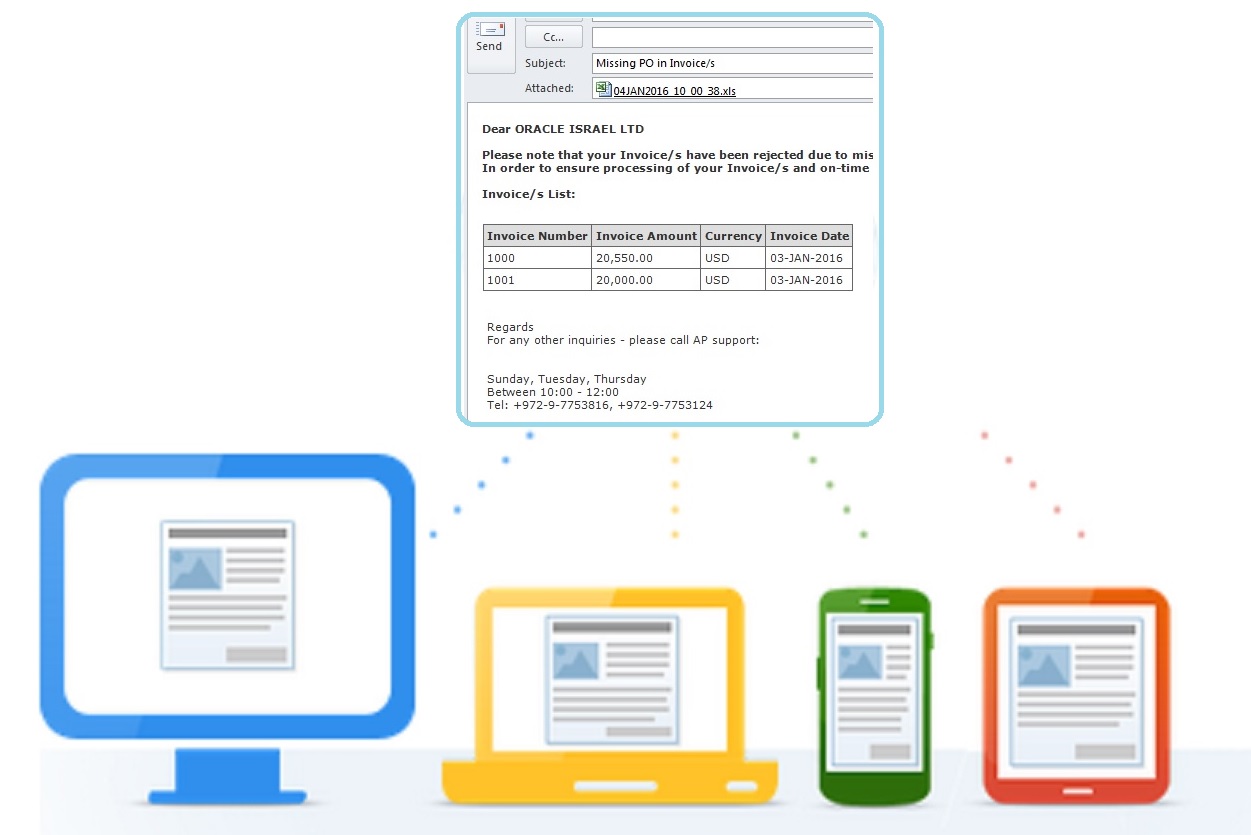 Send
Cc...
Subject:
Missing PO in Invoice/s
Attached:
04JAN2016_10_00_38.xls
Dear ORACLE ISRAEL LTD
Please note that your Invoice/s have been rejected due to mis
In order to ensure processing of your Invoice/s and on-time
Invoice/s List:
Invoice Number Invoice Amount Currency Invoice Date
1000 20,550.00 USD 03-JAN-2016
1001 20,000.00 USD 03-JAN-2016
Regards
For any other inquiries - please call AP support:
Sunday, Tuesday, Thursday
Between 10:00 - 12:00
Tel: +972-9-7753816, +972-9-7753124